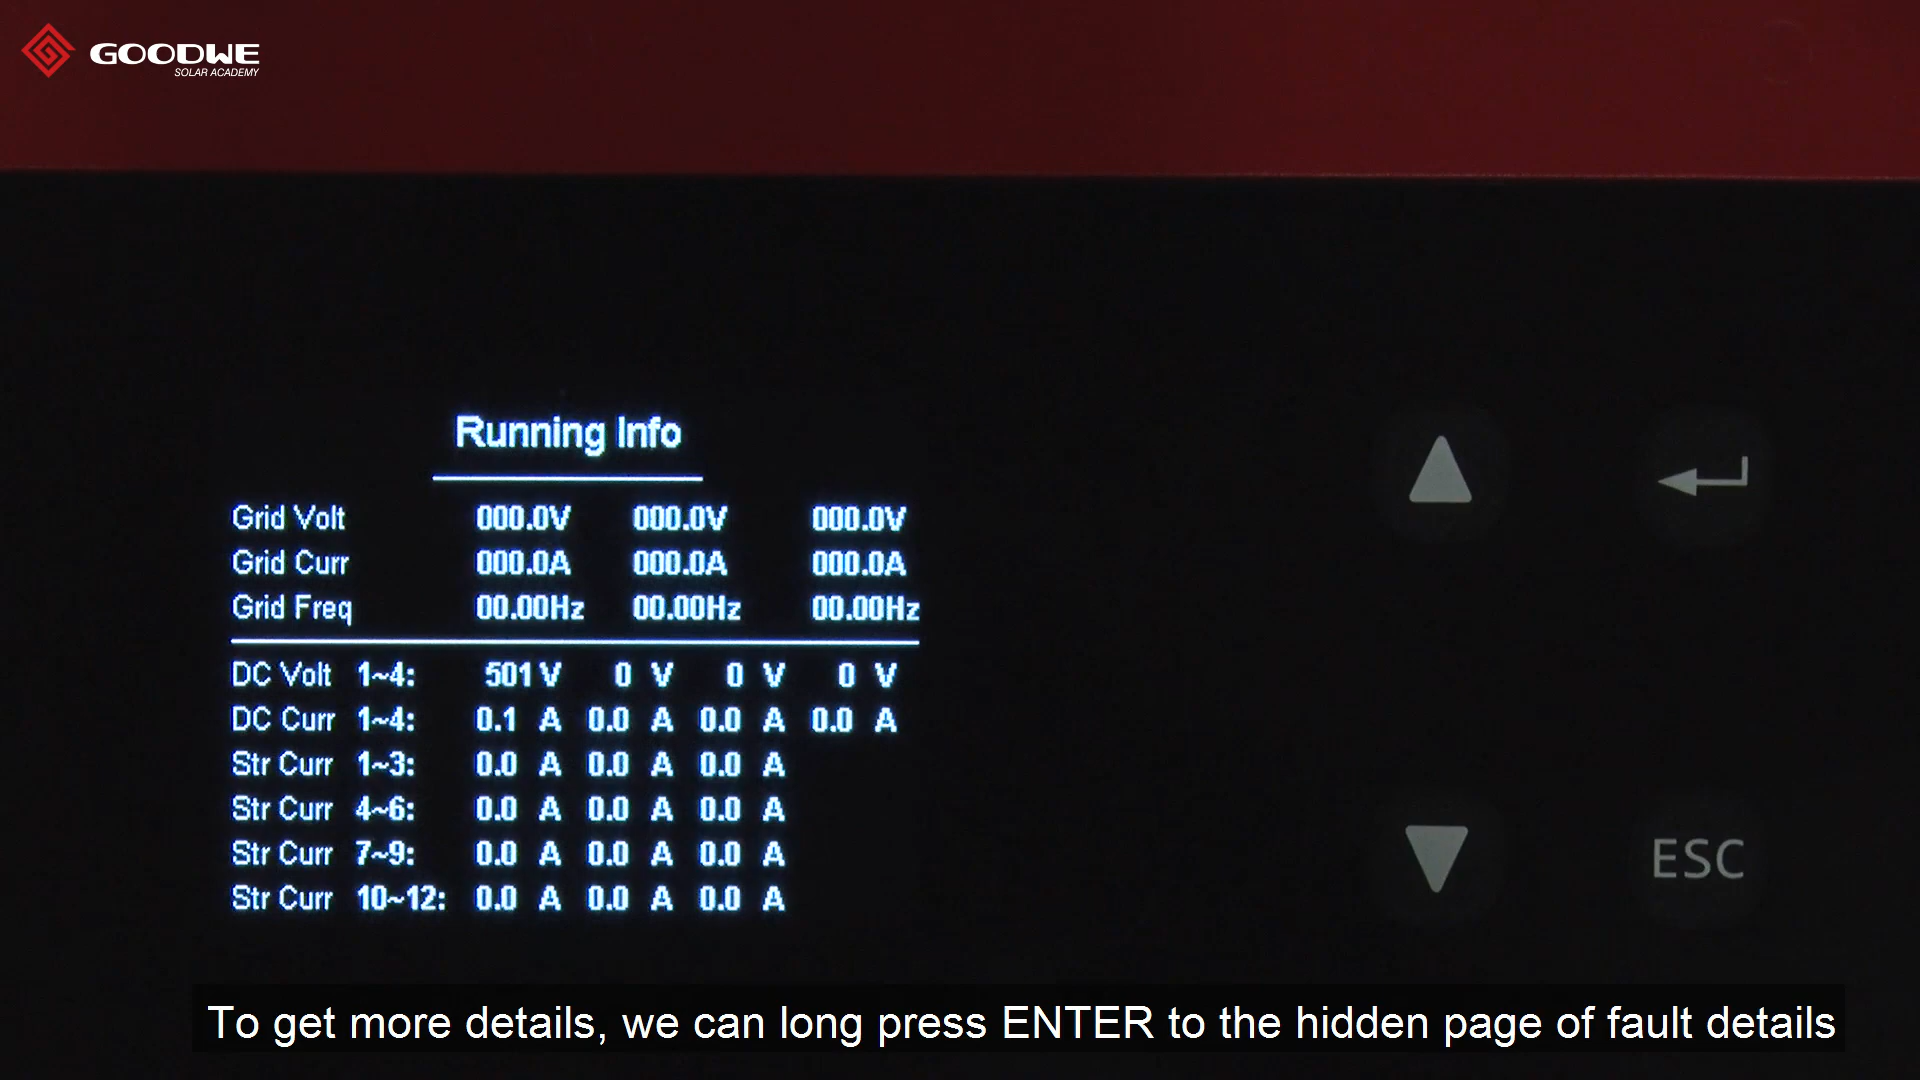 GOODWE
SOLAR ACADEMY
Running Info
Grid Volt 000.0V 000.0V 000.0V
Grid Curr 000.0A 000.0A 000.0A
Grid Freq 00.00Hz 00.00Hz 00.00Hz
DC Volt 1~4: 501 V 0 V 0 V 0 V
DC Curr 1~4: 0.1 A 0.0 A 0.0 A 0.0 A
Str Curr 1~3: 0.0 A 0.0 A 0.0 A
Str Curr 4~6: 0.0 A 0.0 A 0.0 A
Str Curr 7~9: 0.0 A 0.0 A 0.0 A
Str Curr 10~12: 0.0 A 0.0 A 0.0 A
ESC
To get more details, we can long press ENTER to the hidden page of fault details